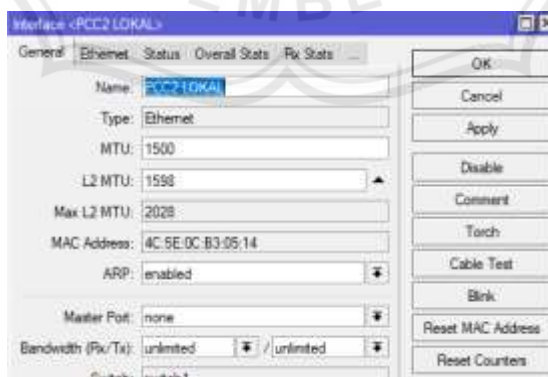 Interface <PCC2 LOKAL>
General Ethernet Status Overall Stats Rx Stats ...
Name: PCC2 LOKAL
Type: Ethernet
MTU: 1500
L2 MTU: 1598
Max L2 MTU: 2028
MAC Address: 4C:5E:0C:B3:05:14
ARP: enabled
Master Port: none
Bandwidth (Rx/Tx): unlimited / unlimited
Switch: switch1
OK
Cancel
Apply
Disable
Comment
Torch
Cable Test
Blink
Reset MAC Address
Reset Counters